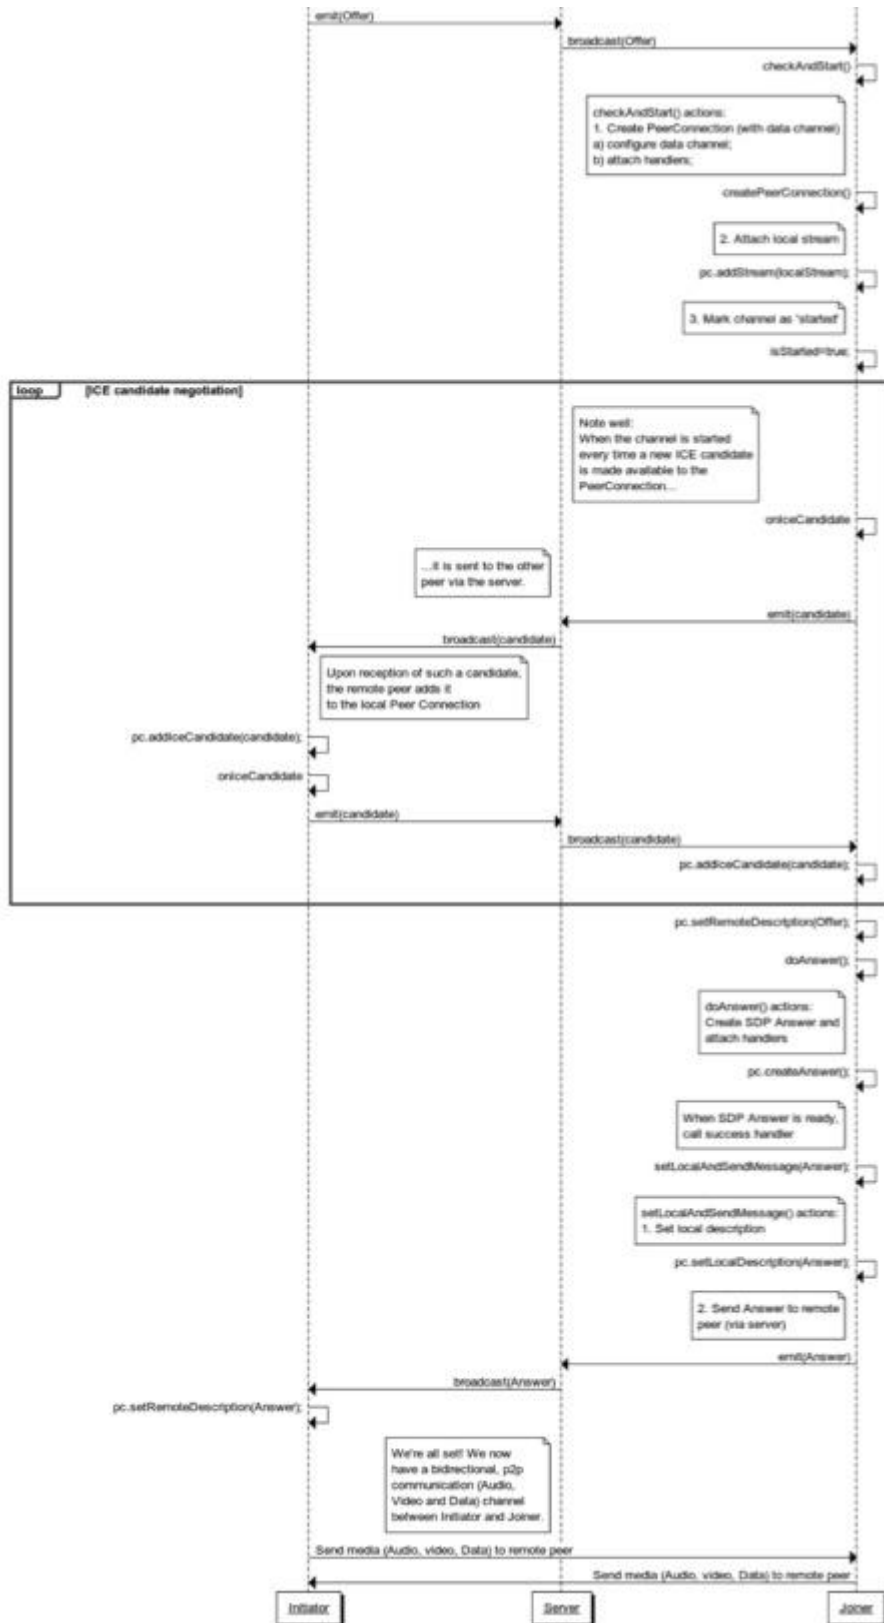 emit(Offer)
broadcast(Offer)
checkAndStart()
checkAndStart() actions:
1. Create PeerConnection (with data channel)
a) configure data channel;
b) attach handlers;
createPeerConnection()
2. Attach local stream
pc.addStream(localStream);
3. Mark channel as 'started'
isStarted=true;
loop
[ICE candidate negotiation]
Note well:
When the channel is started
every time a new ICE candidate
is made available to the
PeerConnection...
onIceCandidate
...it is sent to the other
peer via the server.
emit(candidate)
broadcast(candidate)
Upon reception of such a candidate,
the remote peer adds it
to the local Peer Connection
pc.addIceCandidate(candidate);
onIceCandidate
emit(candidate)
broadcast(candidate)
pc.addIceCandidate(candidate);
pc.setRemoteDescription(Offer);
doAnswer();
doAnswer() actions:
Create SDP Answer and
attach handlers
pc.createAnswer();
When SDP Answer is ready,
call success handler
setLocalAndSendMessage(Answer);
setLocalAndSendMessage() actions:
1. Set local description
pc.setLocalDescription(Answer);
2. Send Answer to remote
peer (via server)
emit(Answer)
broadcast(Answer)
pc.setRemoteDescription(Answer);
We're all set! We now
have a bidirectional, p2p
communication (Audio,
Video and Data) channel
between Initiator and Joiner.
Send media (Audio, video, Data) to remote peer
Send media (Audio, video, Data) to remote peer
Initiator
Server
Joiner